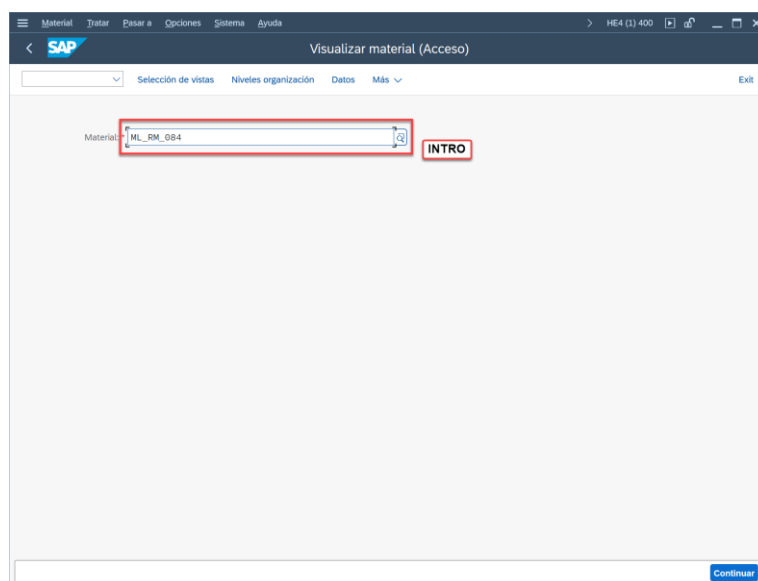 Material Tratar Pasar a Opciones Sistema Ayuda HE4 (1) 400
SAP Visualizar material (Acceso)
Selección de vistas Niveles organización Datos Más Exit
Material:* ML_RM_084
INTRO
Continuar